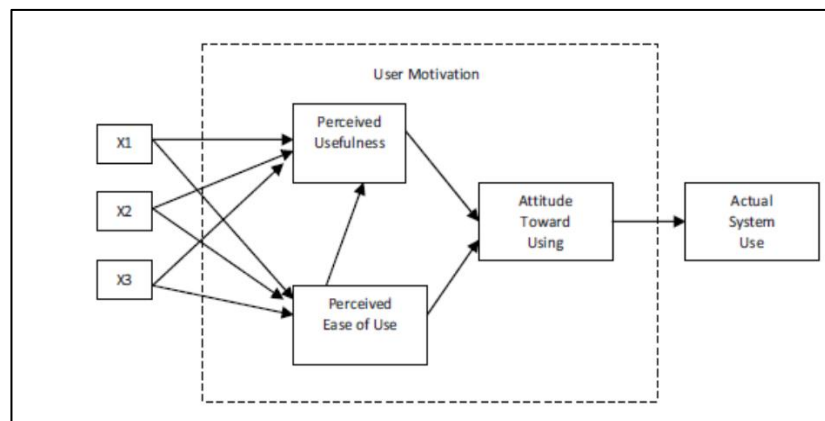 User Motivation
X1
X2
X3
Perceived
Usefulness
Perceived
Ease of Use
Attitude
Toward
Using
Actual
System
Use